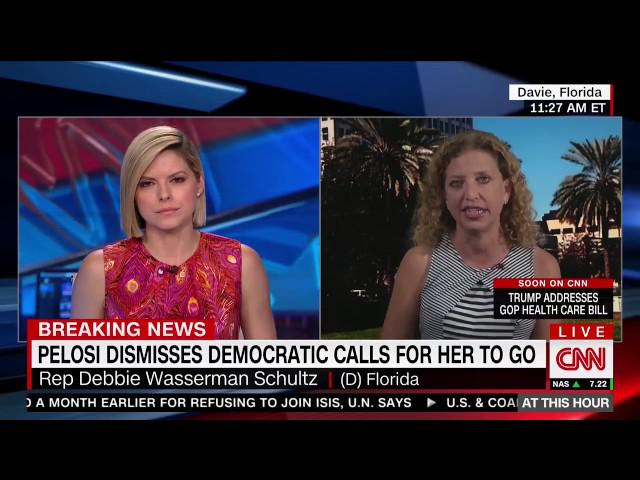 Davie, Florida
11:27 AM ET
SOON ON CNN
TRUMP ADDRESSES
GOP HEALTH CARE BILL
BREAKING NEWS
LIVE
PELOSI DISMISSES DEMOCRATIC CALLS FOR HER TO GO
CNN
Rep Debbie Wasserman Schultz | (D) Florida
NAS ▲ 7.22
A MONTH EARLIER FOR REFUSING TO JOIN ISIS, U.N. SAYS ▶ U.S. &
AT THIS HOUR